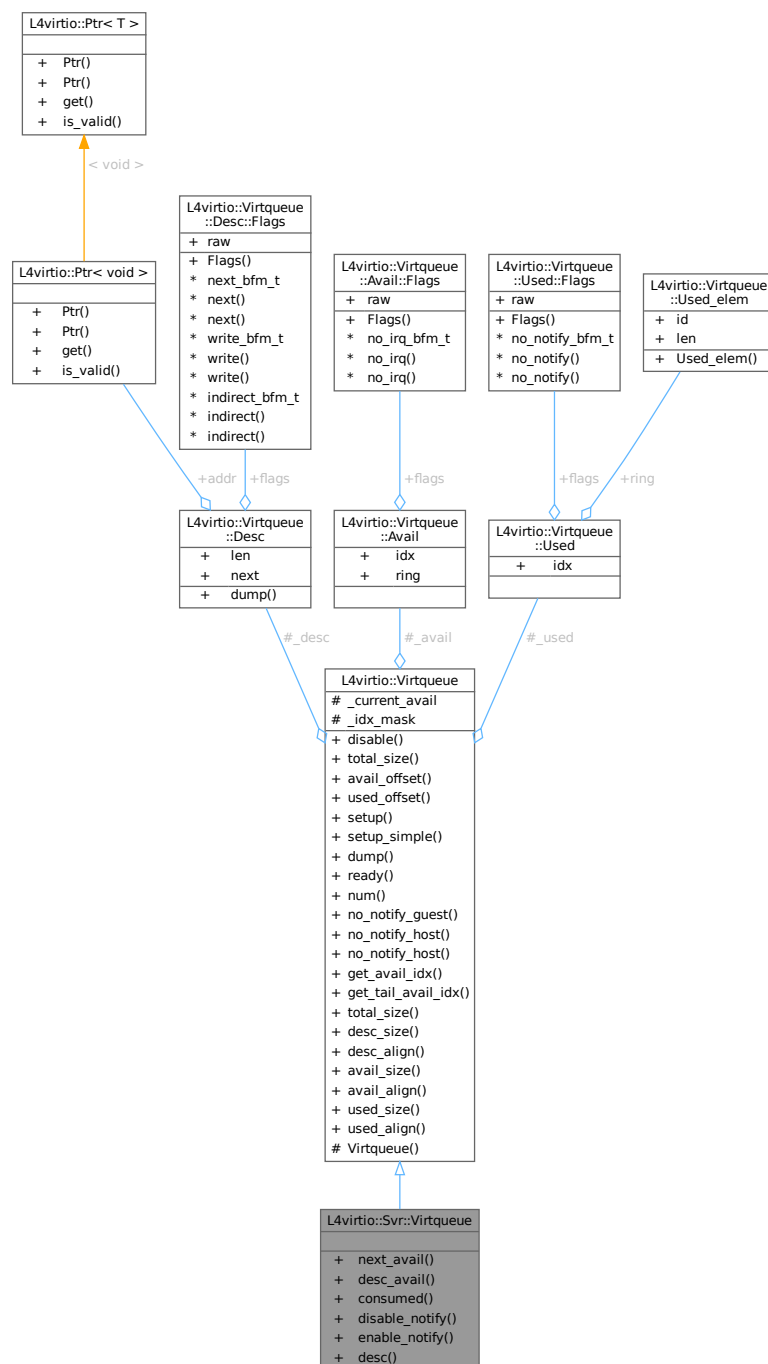 L4virtio::Ptr< T >
+ Ptr()
+ Ptr()
+ get()
+ is_valid()
< void >
L4virtio::Ptr< void >
+ Ptr()
+ Ptr()
+ get()
+ is_valid()
L4virtio::Virtqueue
::Desc::Flags
+ raw
+ Flags()
* next_bfm_t
* next()
* next()
* write_bfm_t
* write()
* write()
* indirect_bfm_t
* indirect()
* indirect()
L4virtio::Virtqueue
::Avail::Flags
+ raw
+ Flags()
* no_irq_bfm_t
* no_irq()
* no_irq()
L4virtio::Virtqueue
::Used::Flags
+ raw
+ Flags()
* no_notify_bfm_t
* no_notify()
* no_notify()
L4virtio::Virtqueue
::Used_elem
+ id
+ len
+ Used_elem()
+addr
+flags
+flags
+flags
+ring
L4virtio::Virtqueue
::Desc
+ len
+ next
+ dump()
L4virtio::Virtqueue
::Avail
+ idx
+ ring
L4virtio::Virtqueue
::Used
+ idx
#_desc
#_avail
#_used
L4virtio::Virtqueue
# _current_avail
# _idx_mask
+ disable()
+ total_size()
+ avail_offset()
+ used_offset()
+ setup()
+ setup_simple()
+ dump()
+ ready()
+ num()
+ no_notify_guest()
+ no_notify_host()
+ no_notify_host()
+ get_avail_idx()
+ get_tail_avail_idx()
+ total_size()
+ desc_size()
+ desc_align()
+ avail_size()
+ avail_align()
+ used_size()
+ used_align()
# Virtqueue()
L4virtio::Svr::Virtqueue
+ next_avail()
+ desc_avail()
+ consumed()
+ disable_notify()
+ enable_notify()
+ desc()